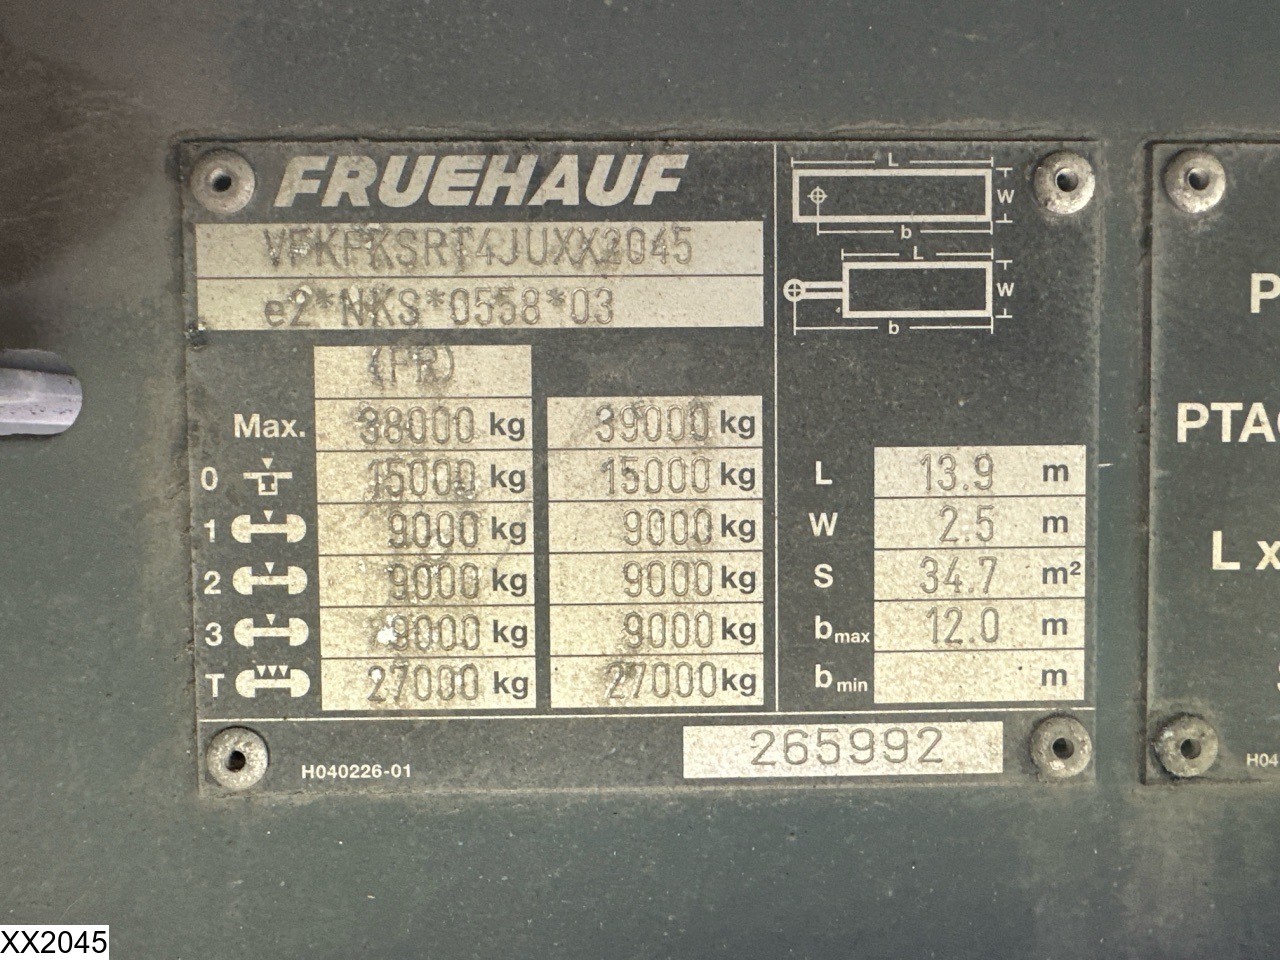 FRUEHAUF
VFKFKSRT4JUXX2045
e2*NKS*0558*03
(FR)
Max. 38000 kg 39000 kg
0 15000 kg 15000 kg
1 9000 kg 9000 kg
2 9000 kg 9000 kg
3 9000 kg 9000 kg
T 27000 kg 27000 kg
L
W
b
L
W
b
L 13.9 m
W 2.5 m
S 34.7 m²
bmax 12.0 m
bmin m
H040226-01
265992
P
PTA
L x
H04
XX2045